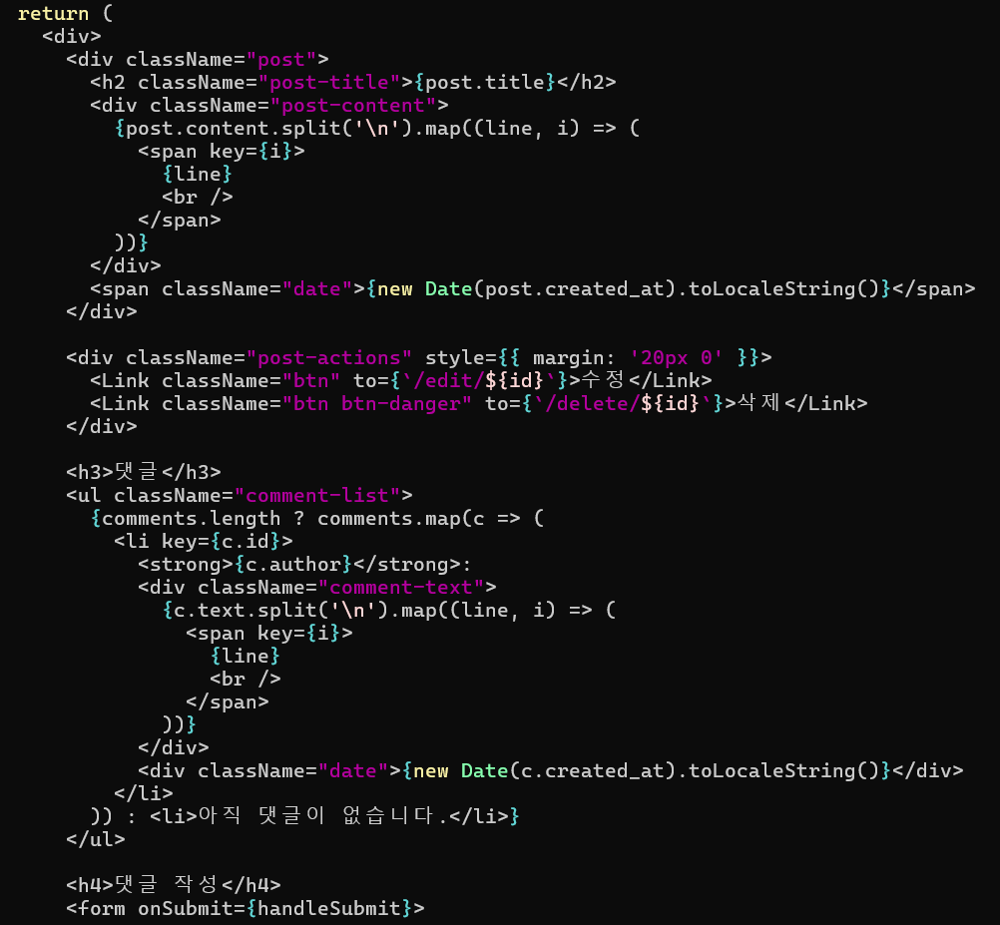 return (
  <div>
    <div className="post">
      <h2 className="post-title">{post.title}</h2>
      <div className="post-content">
        {post.content.split('\n').map((line, i) => (
          <span key={i}>
            {line}
            <br />
          </span>
        ))}
      </div>
      <span className="date">{new Date(post.created_at).toLocaleString()}</span>
    </div>

    <div className="post-actions" style={{ margin: '20px 0' }}>
      <Link className="btn" to={`/edit/${id}`}>수정</Link>
      <Link className="btn btn-danger" to={`/delete/${id}`}>삭제</Link>
    </div>

    <h3>댓글</h3>
    <ul className="comment-list">
      {comments.length ? comments.map(c => (
        <li key={c.id}>
          <strong>{c.author}</strong>:
          <div className="comment-text">
            {c.text.split('\n').map((line, i) => (
              <span key={i}>
                {line}
                <br />
              </span>
            ))}
          </div>
          <div className="date">{new Date(c.created_at).toLocaleString()}</div>
        </li>
      )) : <li>아직 댓글이 없습니다.</li>}
    </ul>

    <h4>댓글 작성</h4>
    <form onSubmit={handleSubmit}>